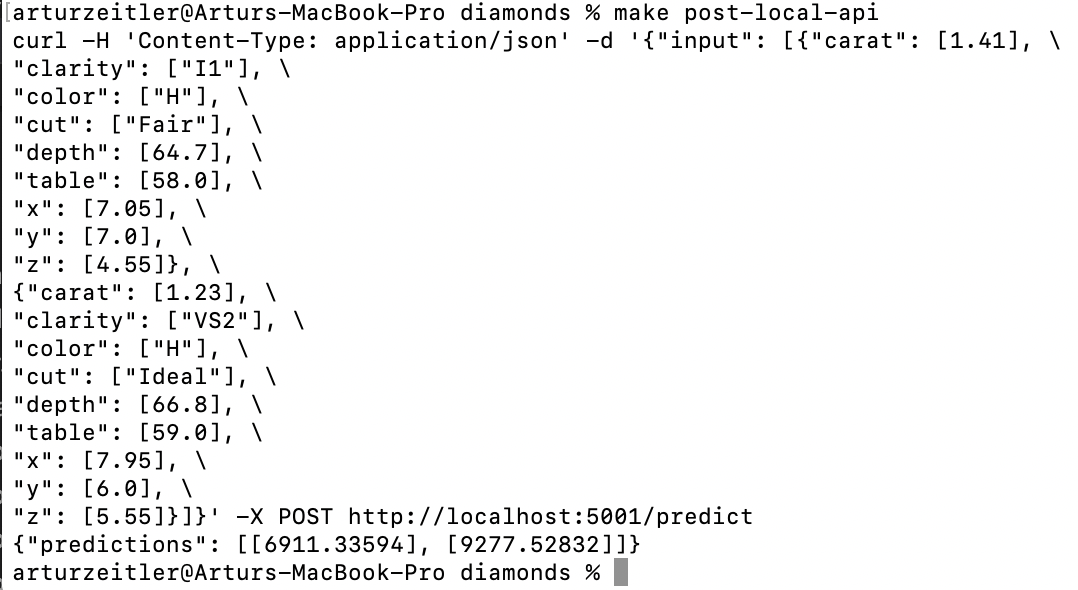 [arturzeitler@Arturs-MacBook-Pro diamonds % make post-local-api
curl -H 'Content-Type: application/json' -d '{"input": [{"carat": [1.41], \
"clarity": ["I1"], \
"color": ["H"], \
"cut": ["Fair"], \
"depth": [64.7], \
"table": [58.0], \
"x": [7.05], \
"y": [7.0], \
"z": [4.55]}, \
{"carat": [1.23], \
"clarity": ["VS2"], \
"color": ["H"], \
"cut": ["Ideal"], \
"depth": [66.8], \
"table": [59.0], \
"x": [7.95], \
"y": [6.0], \
"z": [5.55]}]}' -X POST http://localhost:5001/predict
{"predictions": [[6911.33594], [9277.52832]]}
arturzeitler@Arturs-MacBook-Pro diamonds %